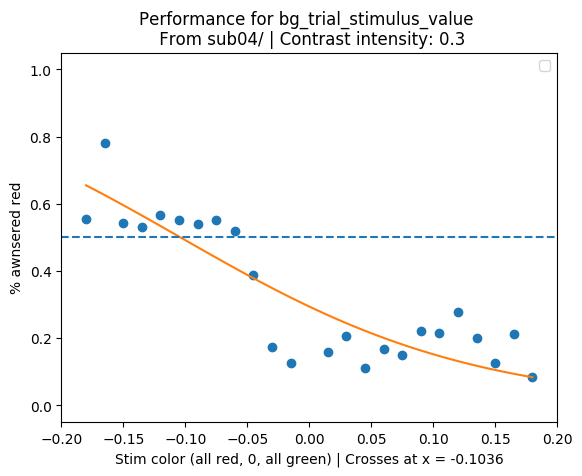 Performance for bg_trial_stimulus_value
From sub04/ | Contrast intensity: 0.3
1.0
0.8
0.6
0.4
0.2
0.0
% awnsered red
−0.20 −0.15 −0.10 −0.05 0.00 0.05 0.10 0.15 0.20
Stim color (all red, 0, all green) | Crosses at x = -0.1036